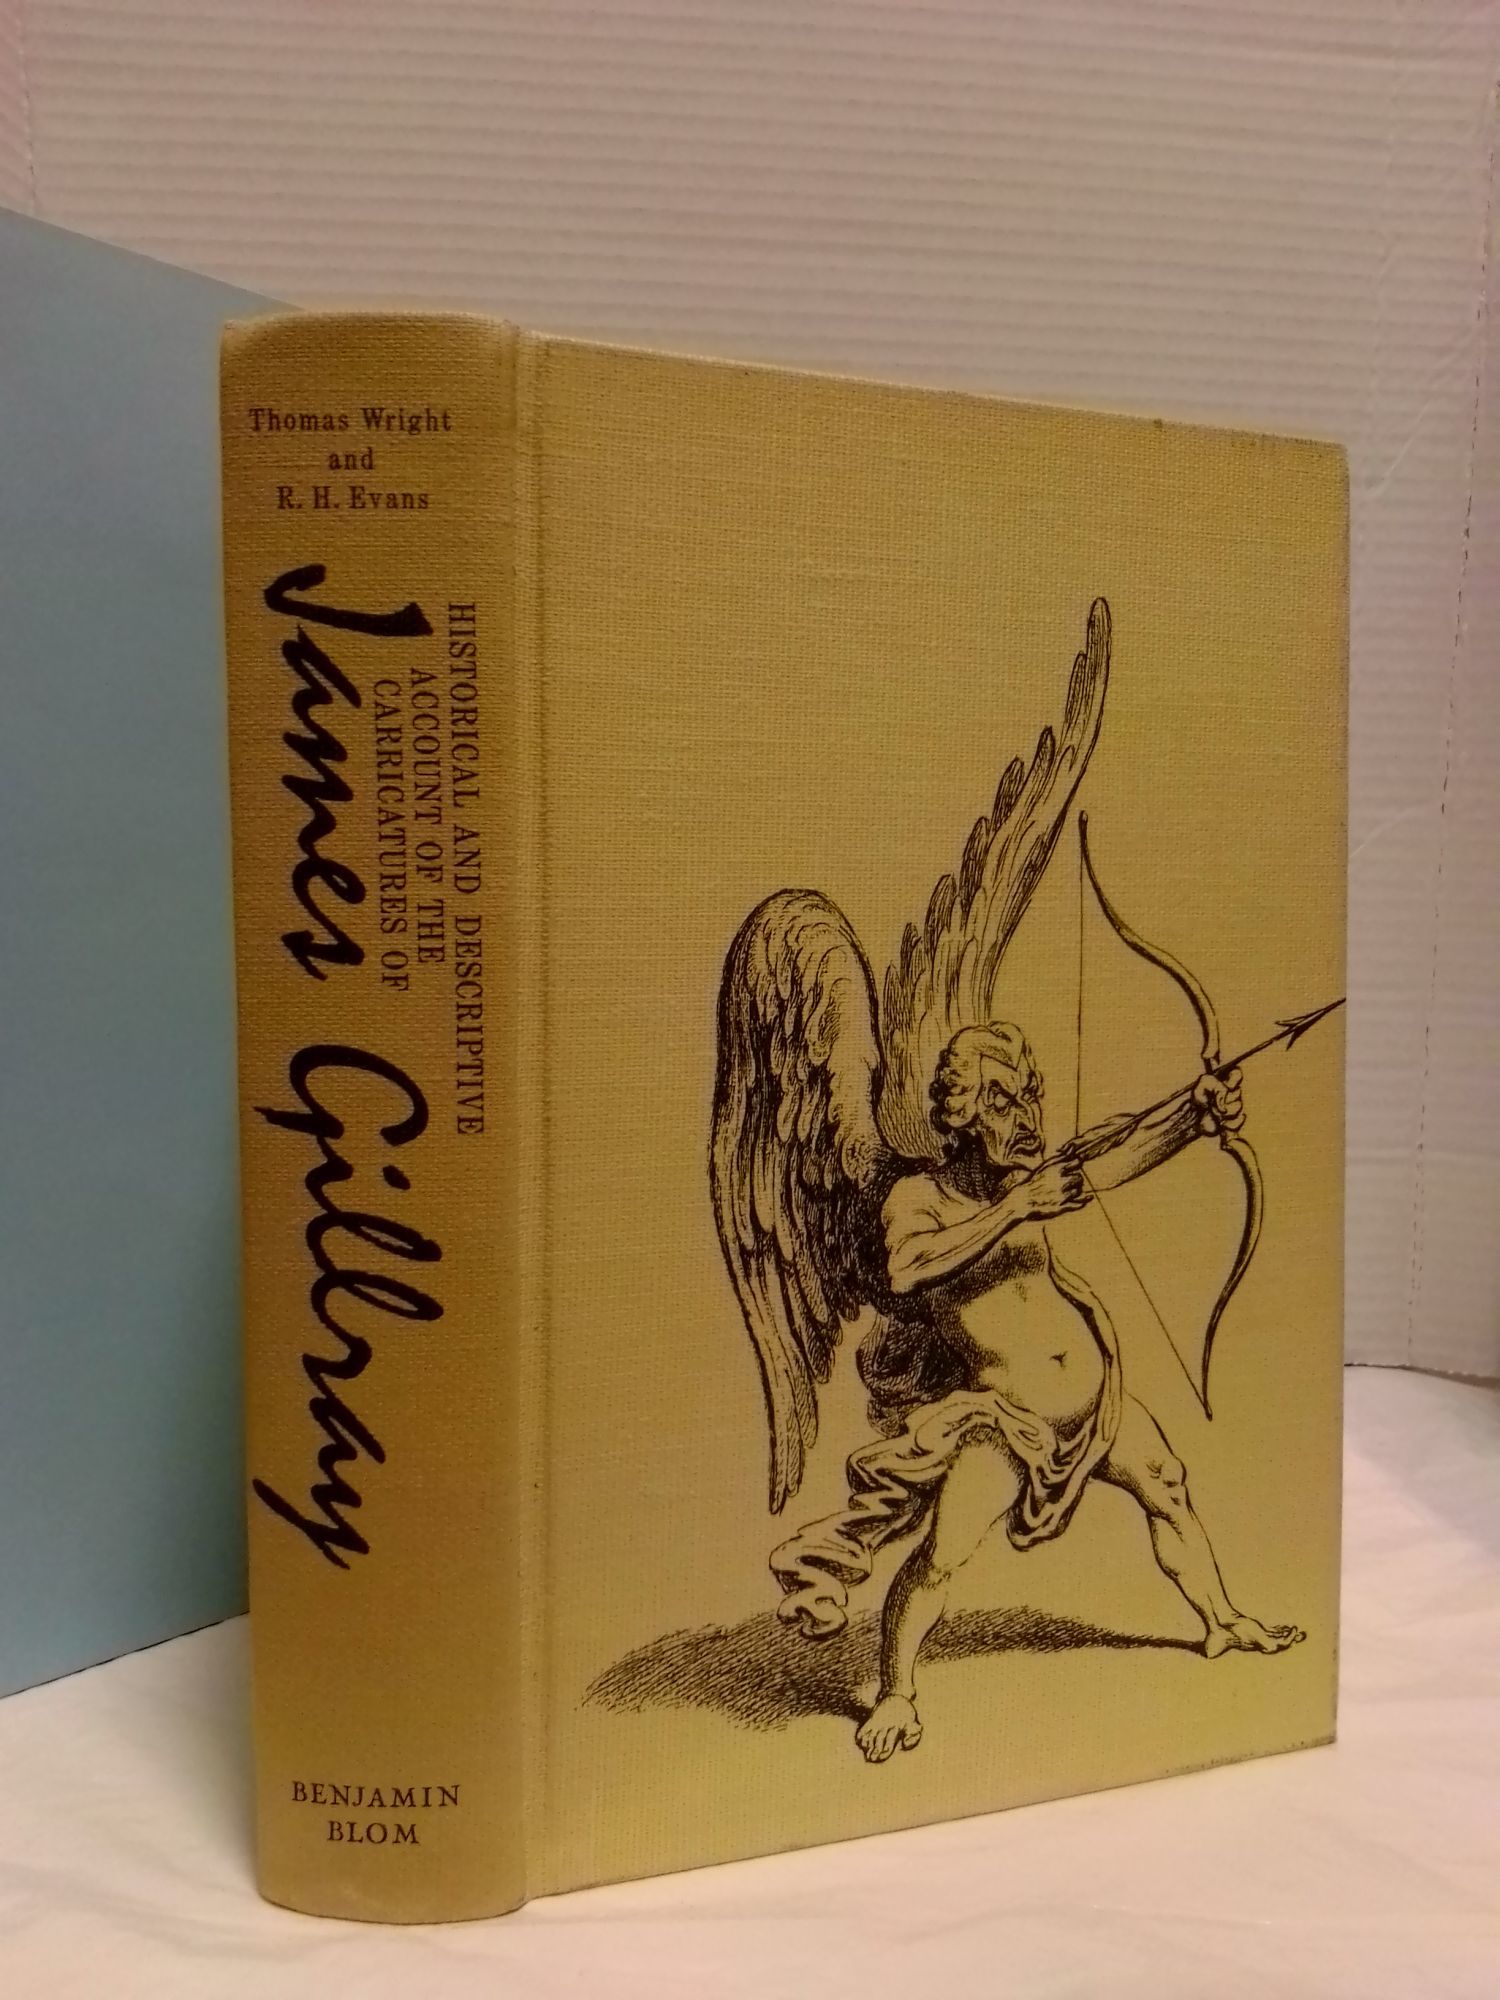 Thomas Wright
and
R. H. Evans
HISTORICAL AND DESCRIPTIVE
ACCOUNT OF THE
CARRICATURES OF
James Gillray
BENJAMIN
BLOM